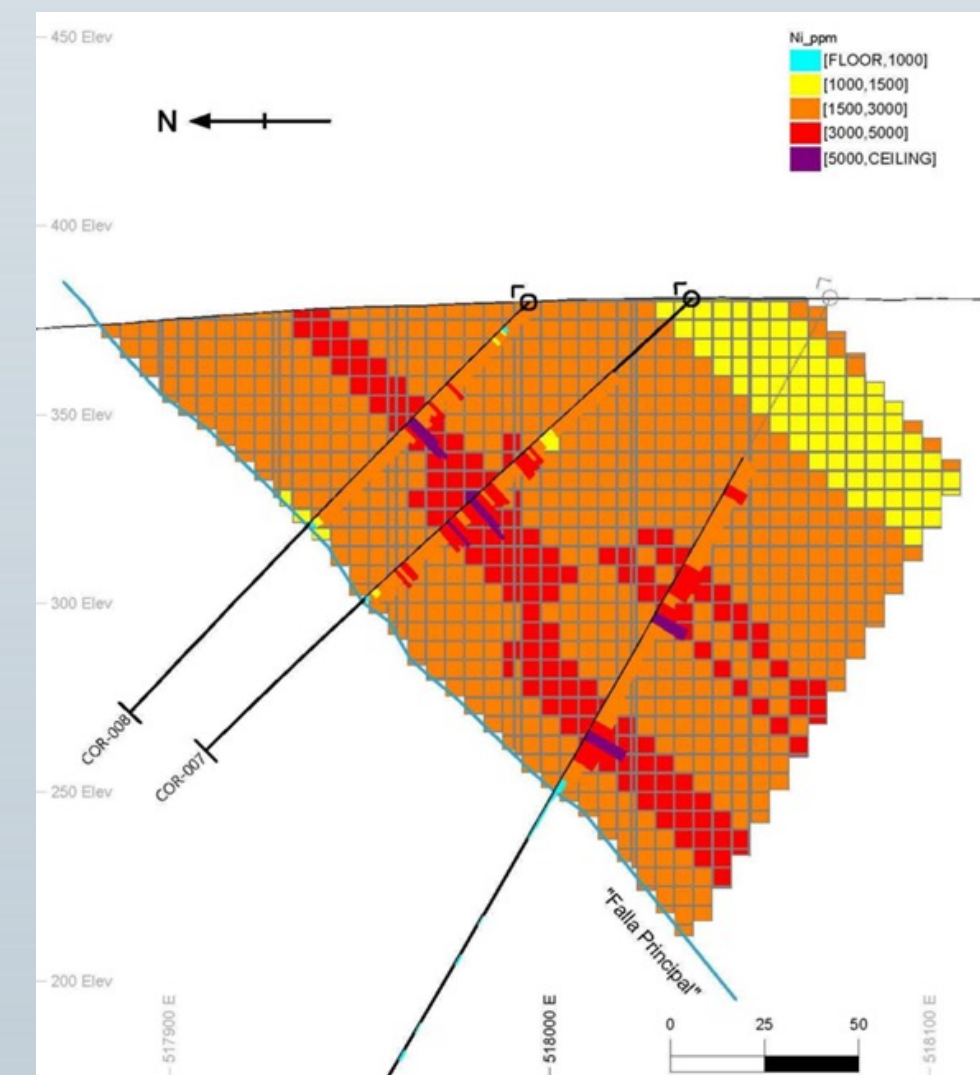 450 Elev
Ni_ppm
[FLOOR,1000]
[1000,1500]
[1500,3000]
[3000,5000]
[5000,CEILING]
N
400 Elev
350 Elev
300 Elev
COR-008
COR-007
250 Elev
"Falla Principal"
200 Elev
517900 E
518000 E
518100 E
0 25 50